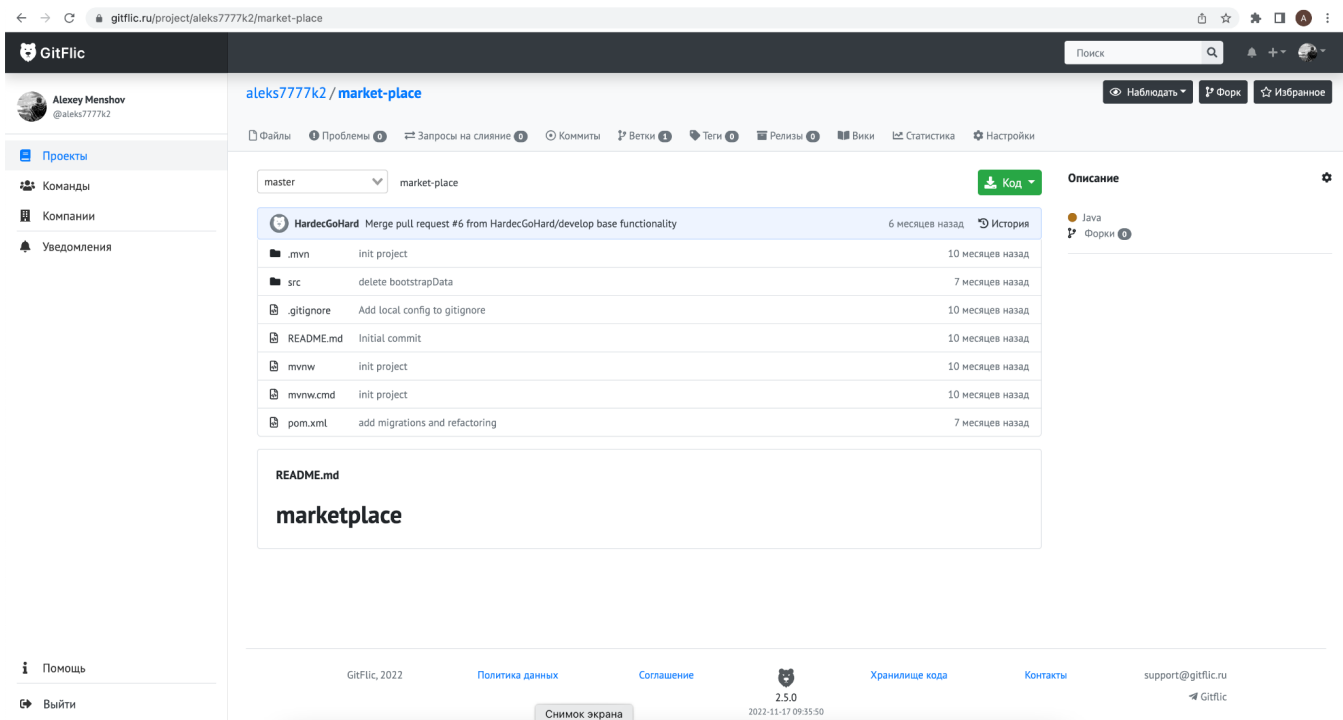 gitflic.ru/project/aleks7777k2/market-place
A
GitFlic
Поиск
Alexey Menshov
@aleks7777k2
Проекты
Команды
Компании
Уведомления
Помощь
Выйти
aleks7777k2 / market-place
Наблюдать
Форк
Избранное
Файлы Проблемы 0 Запросы на слияние 0 Коммиты Ветки 1 Теги 0 Релизы 0 Вики Статистика Настройки
master market-place Код
HardecGoHard Merge pull request #6 from HardecGoHard/develop base functionality 6 месяцев назад История
.mvn init project 10 месяцев назад
src delete bootstrapData 7 месяцев назад
.gitignore Add local config to gitignore 10 месяцев назад
README.md Initial commit 10 месяцев назад
mvnw init project 10 месяцев назад
mvnw.cmd init project 10 месяцев назад
pom.xml add migrations and refactoring 7 месяцев назад
README.md
marketplace
Описание
Java
Форки 0
GitFlic, 2022 Политика данных Соглашение Хранилище кода Контакты support@gitflic.ru
2.5.0
2022-11-17 09:35:50
Gitflic
Снимок экрана